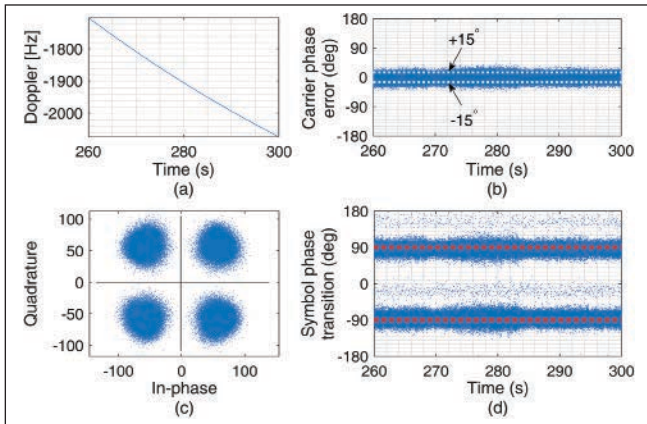 -1800
-1900
-2000
Doppler [Hz]
260
280
300
Time (s)
(a)
180
90
0
-90
-180
Carrier phase
error (deg)
+15°
-15°
260
270
280
290
300
Time (s)
(b)
100
50
0
-50
-100
Quadrature
-100
0
100
In-phase
(c)
180
90
0
-90
-180
Symbol phase
transition (deg)
260
270
280
290
300
Time (s)
(d)